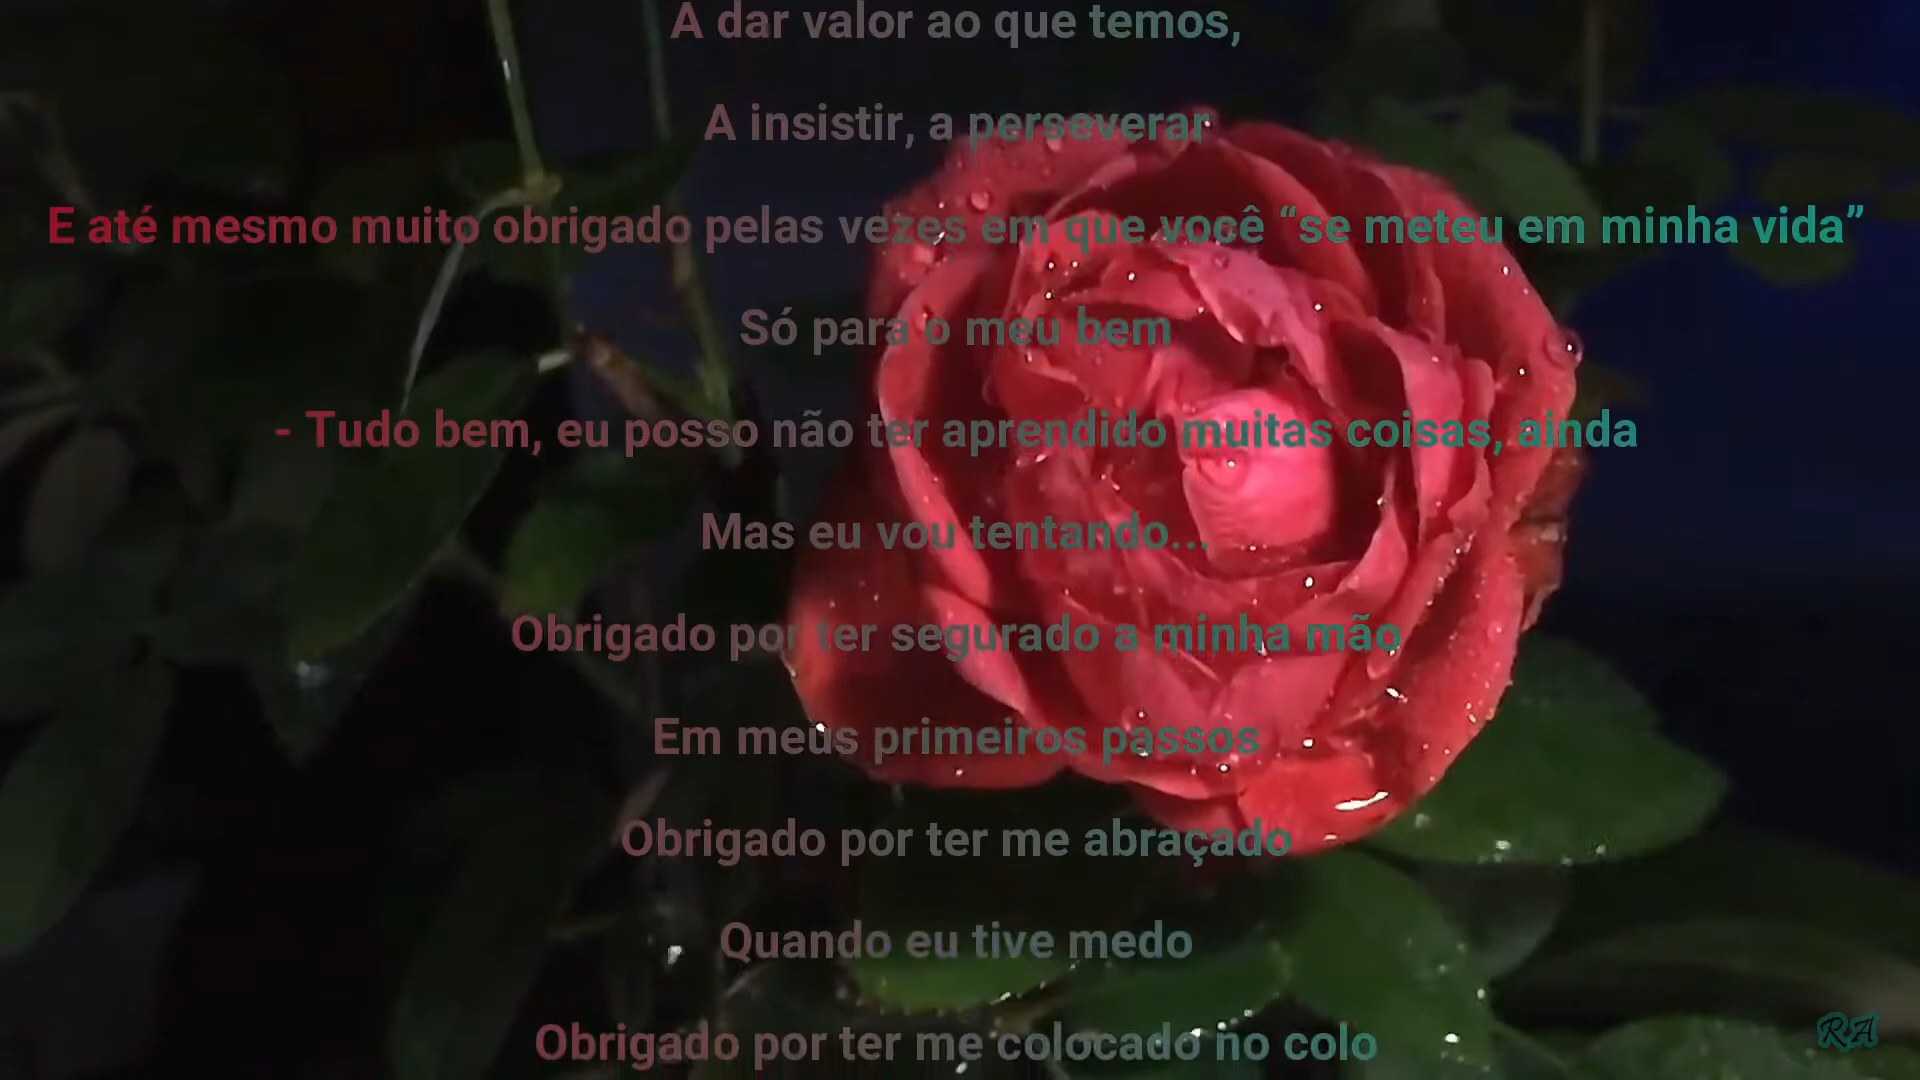 A dar valor ao que temos,
A insistir, a perseverar
E até mesmo muito obrigado pelas vezes em que você “se meteu em minha vida”
Só para o meu bem
- Tudo bem, eu posso não ter aprendido muitas coisas, ainda
Mas eu vou tentando...
Obrigado por ter segurado a minha mão
Em meus primeiros passos
Obrigado por ter me abraçado
Quando eu tive medo
Obrigado por ter me colocado no colo
RA